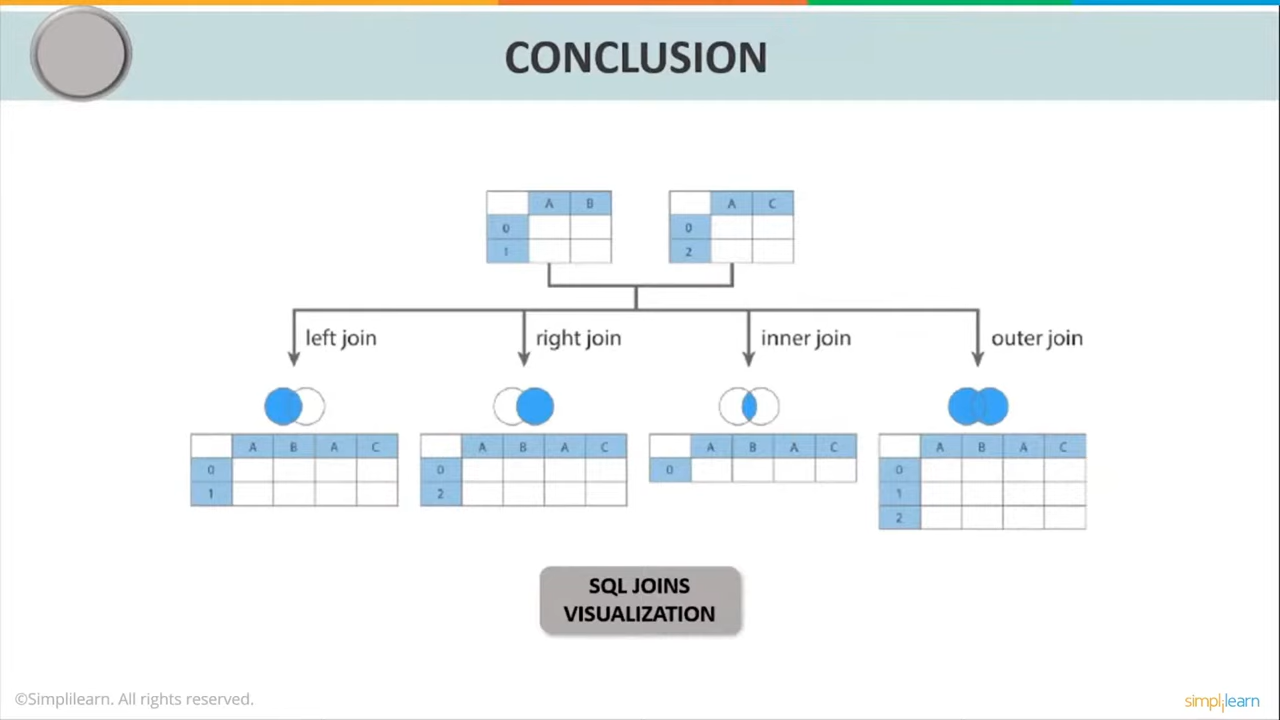 CONCLUSION
A B
0
1
A C
0
2
left join
right join
inner join
outer join
A B A C
0
1
A B A C
0
2
A B A C
0
A B A C
0
1
2
SQL JOINS
VISUALIZATION
©Simplilearn. All rights reserved.
simplilearn